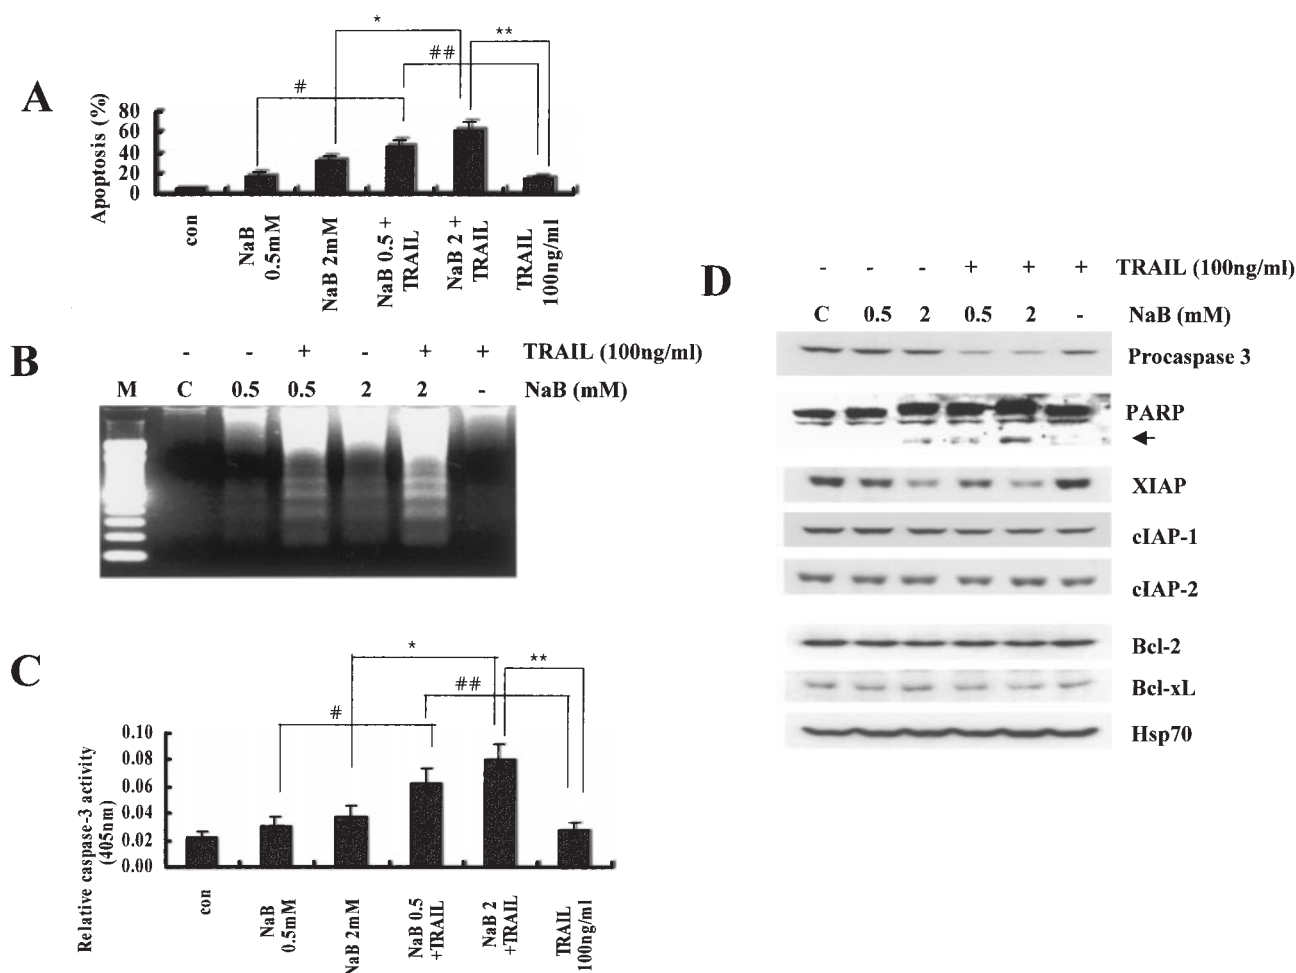 A
*
**
##
#
Apoptosis (%)
80
60
40
20
0
con
NaB
0.5mM
NaB 2mM
NaB 0.5 +
TRAIL
NaB 2 +
TRAIL
TRAIL
100ng/ml
B
- - + - + + TRAIL (100ng/ml)
M C 0.5 0.5 2 2 - NaB (mM)
C
*
**
##
#
Relative caspase-3 activity
(405nm)
0.10
0.08
0.06
0.04
0.02
0.00
con
NaB
0.5mM
NaB 2mM
NaB 0.5
+TRAIL
NaB 2
+TRAIL
TRAIL
100ng/ml
D
- - - + + + TRAIL (100ng/ml)
C 0.5 2 0.5 2 - NaB (mM)
Procaspase 3
PARP
XIAP
cIAP-1
cIAP-2
Bcl-2
Bcl-xL
Hsp70